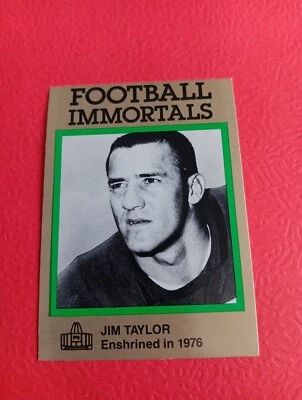 FOOTBALL
IMMORTALS
JIM TAYLOR
Enshrined in 1976